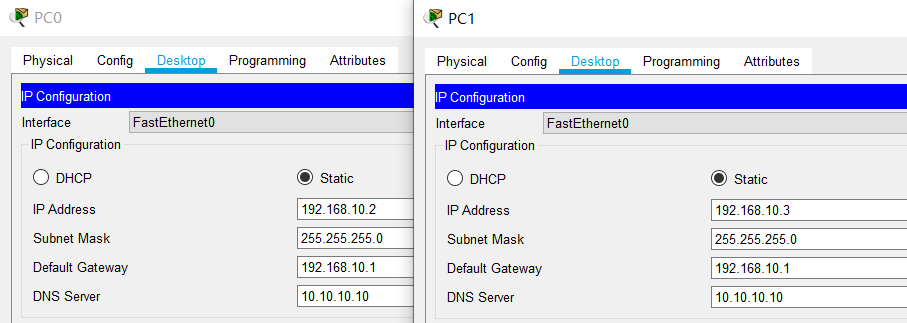 PC0
Physical Config Desktop Programming Attributes
IP Configuration
Interface FastEthernet0
IP Configuration
DHCP Static
IP Address 192.168.10.2
Subnet Mask 255.255.255.0
Default Gateway 192.168.10.1
DNS Server 10.10.10.10
PC1
Physical Config Desktop Programming Attributes
IP Configuration
Interface FastEthernet0
IP Configuration
DHCP Static
IP Address 192.168.10.3
Subnet Mask 255.255.255.0
Default Gateway 192.168.10.1
DNS Server 10.10.10.10